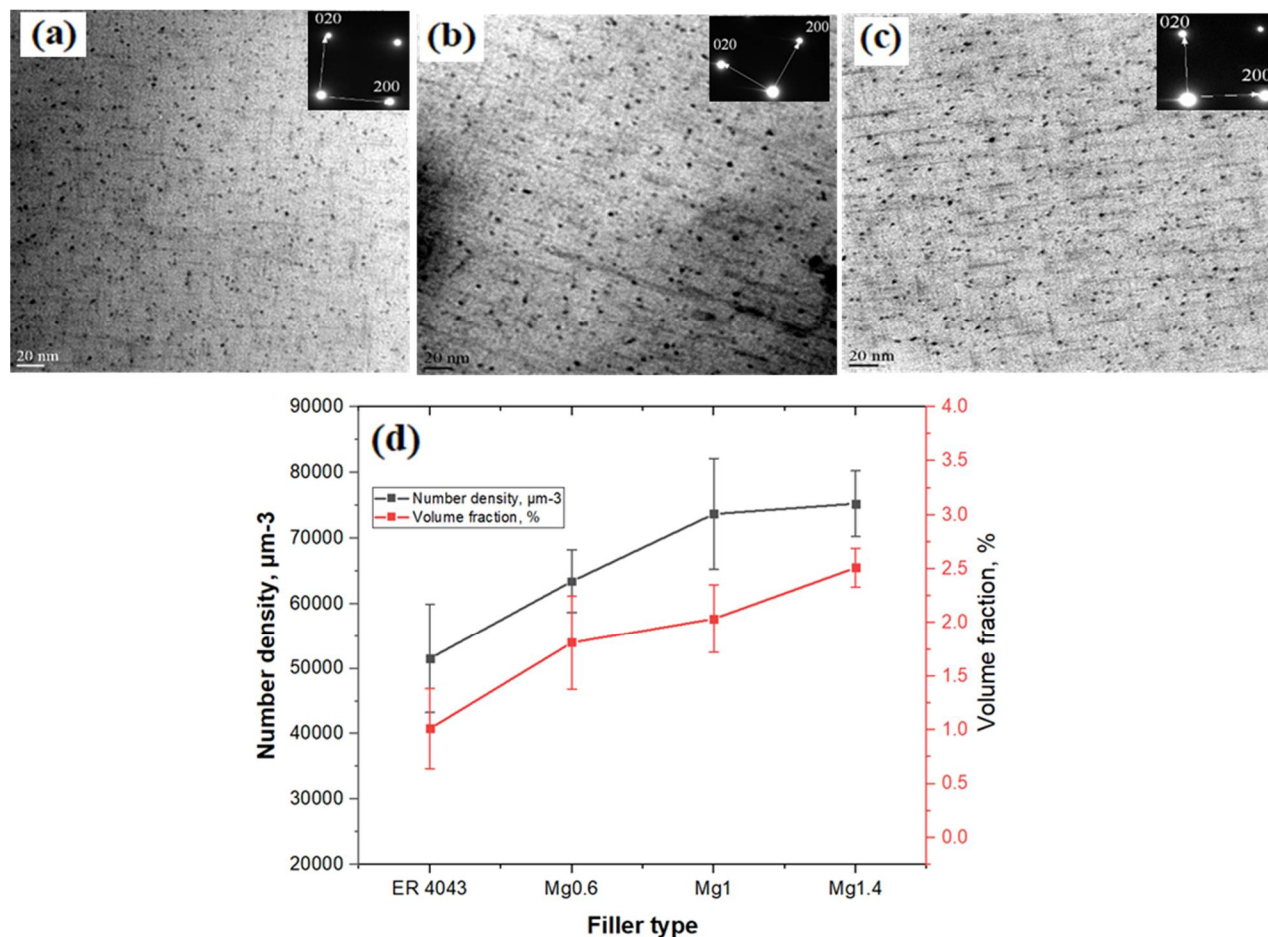 (a)
020
200
20 nm
(b)
020
200
20 nm
(c)
020
200
20 nm
(d)
90000
80000
70000
60000
50000
40000
30000
20000
Number density, µm-3
Number density, µm-3
Volume fraction, %
4.0
3.5
3.0
2.5
2.0
1.5
1.0
0.5
0.0
Volume fraction, %
ER 4043
Mg0.6
Mg1
Mg1.4
Filler type